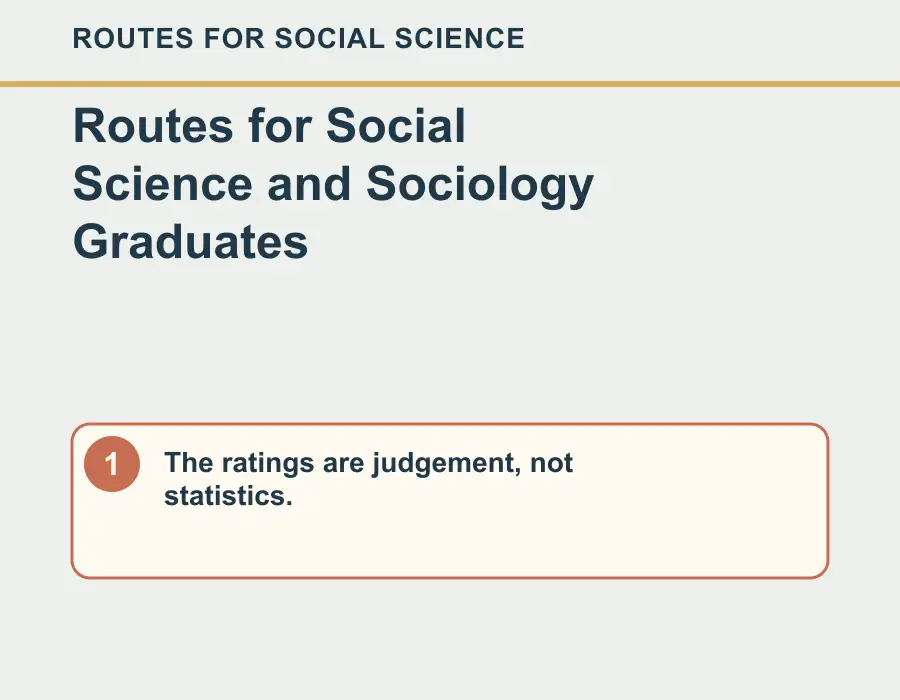 ROUTES FOR SOCIAL SCIENCE
Routes for Social
Science and Sociology
Graduates
1
The ratings are judgement, not
statistics.